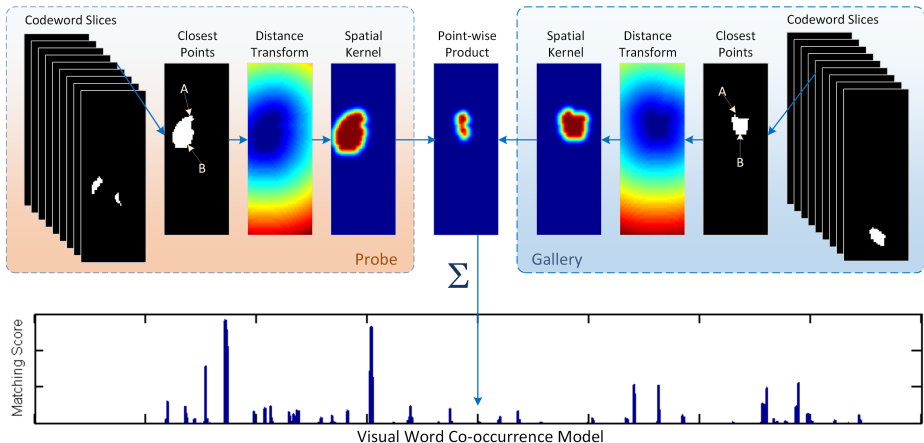 Codeword Slices
Closest
Points
A
B
Distance
Transform
Spatial
Kernel
Probe
Point-wise
Product
Spatial
Kernel
Distance
Transform
Closest
Points
A
B
Codeword Slices
Gallery
Σ
Matching Score
Visual Word Co-occurrence Model